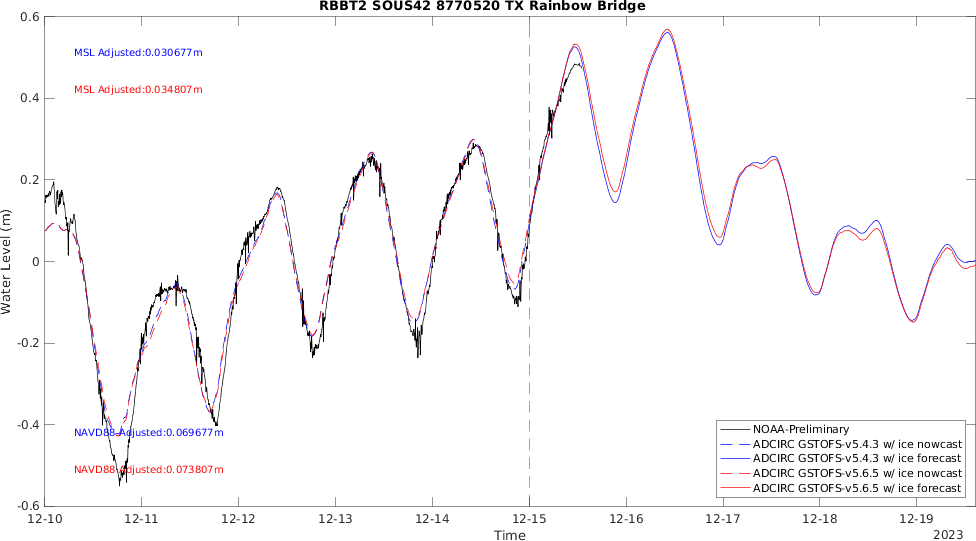 RBBT2 SOUS42 8770520 TX Rainbow Bridge
MSL Adjusted:0.030677m
MSL Adjusted:0.034807m
NAVD88 Adjusted:0.069677m
NAVD88 Adjusted:0.073807m
Water Level (m)
0.6
0.4
0.2
0
-0.2
-0.4
-0.6
12-10 12-11 12-12 12-13 12-14 12-15 12-16 12-17 12-18 12-19
Time
2023
NOAA-Preliminary
ADCIRC GSTOFS-v5.4.3 w/ ice nowcast
ADCIRC GSTOFS-v5.4.3 w/ ice forecast
ADCIRC GSTOFS-v5.6.5 w/ ice nowcast
ADCIRC GSTOFS-v5.6.5 w/ ice forecast